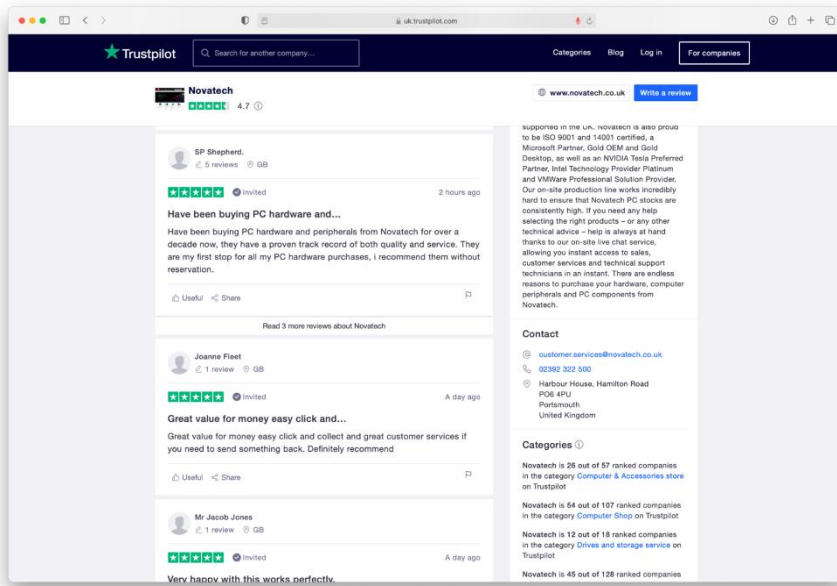 uk.trustpilot.com
Trustpilot
Search for another company...
Categories
Blog
Log in
For companies
Novatech
4.7
www.novatech.co.uk
Write a review
SP Shepherd.
5 reviews GB
Invited
2 hours ago
Have been buying PC hardware and...
Have been buying PC hardware and peripherals from Novatech for over a
decade now, they have a proven track record of both quality and service. They
are my first stop for all my PC hardware purchases, i recommend them without
reservation.
Useful Share
Read 3 more reviews about Novatech
Joanne Fleet
1 review GB
Invited
A day ago
Great value for money easy click and...
Great value for money easy click and collect and great customer services if
you need to send something back. Definitely recommend
Useful Share
Mr Jacob Jones
1 review GB
Invited
A day ago
Very happy with this works perfectly.
supported in the UK. Novatech is also proud
to be ISO 9001 and 14001 certified, a
Microsoft Partner, Gold OEM and Gold
Desktop, as well as an NVIDIA Tesla Preferred
Partner, Intel Technology Provider Platinum
and VMWare Professional Solution Provider.
Our on-site production line works incredibly
hard to ensure that Novatech PC stocks are
consistently high. If you need any help
selecting the right products – or any other
technical advice – help is always at hand
thanks to our on-site live chat service,
allowing you instant access to sales,
customer services and technical support
technicians in an instant. There are endless
reasons to purchase your hardware, computer
peripherals and PC components from
Novatech.
Contact
customer.services@novatech.co.uk
02392 322 500
Harbour House, Hamilton Road
PO6 4PU
Portsmouth
United Kingdom
Categories
Novatech is 26 out of 57 ranked companies
in the category Computer & Accessories store
on Trustpilot
Novatech is 54 out of 107 ranked companies
in the category Computer Shop on Trustpilot
Novatech is 12 out of 18 ranked companies
in the category Drives and storage service on
Trustpilot
Novatech is 45 out of 128 ranked companies